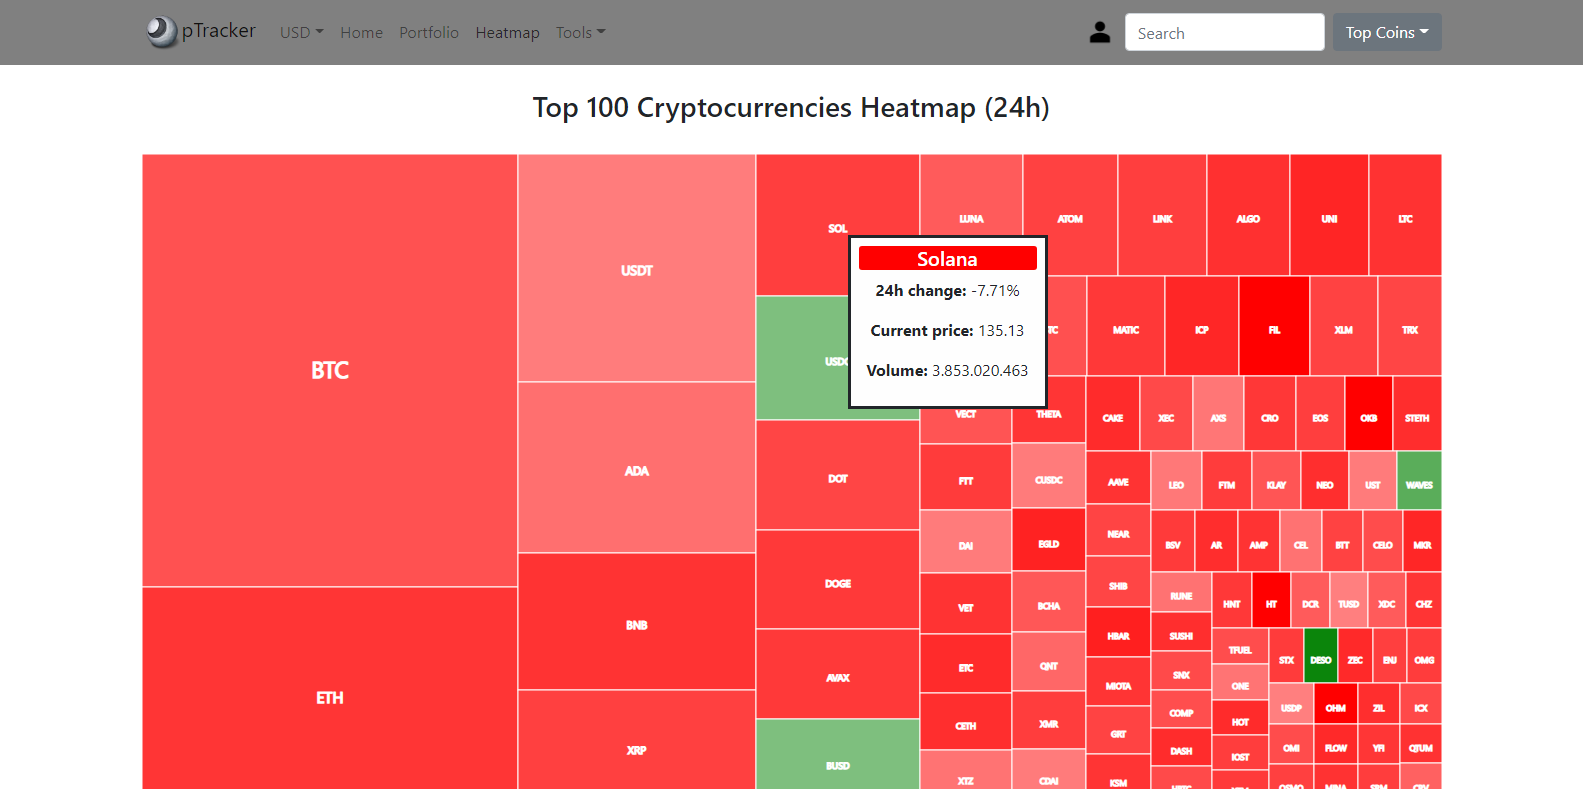 pTracker USD Home Portfolio Heatmap Tools Search Top Coins
Top 100 Cryptocurrencies Heatmap (24h)
SOL LUNA ATOM LINK ALGO UNI LTC
Solana
24h change: -7.71%
Current price: 135.13
Volume: 3.853.020.463
USDT
MATIC ICP FIL XLM TRX
BTC
VECT THETA CAKE XEC AXS CRO EOS OKB STETH
ADA DOT FTT CUSDC AAVE LEO FTM KLAY NEO UST WAVES
DAI EGLD NEAR BSV AR AMP CEL BTT CELO MKR
DOGE SHIB RUNE
VET BCHA HNT HT DCR TUSD XDC CHZ
BNB HBAR SUSHI
TFUEL STX DESO ZEC ENJ OMG
AVAX ETC QNT SNX
MIOTA ONE
ETH COMP USDP OHM ZIL ICX
CETH XMR GRT HOT
XRP DASH IOST OMI FLOW YFI QTUM
BUSD XTZ CDAI KSM